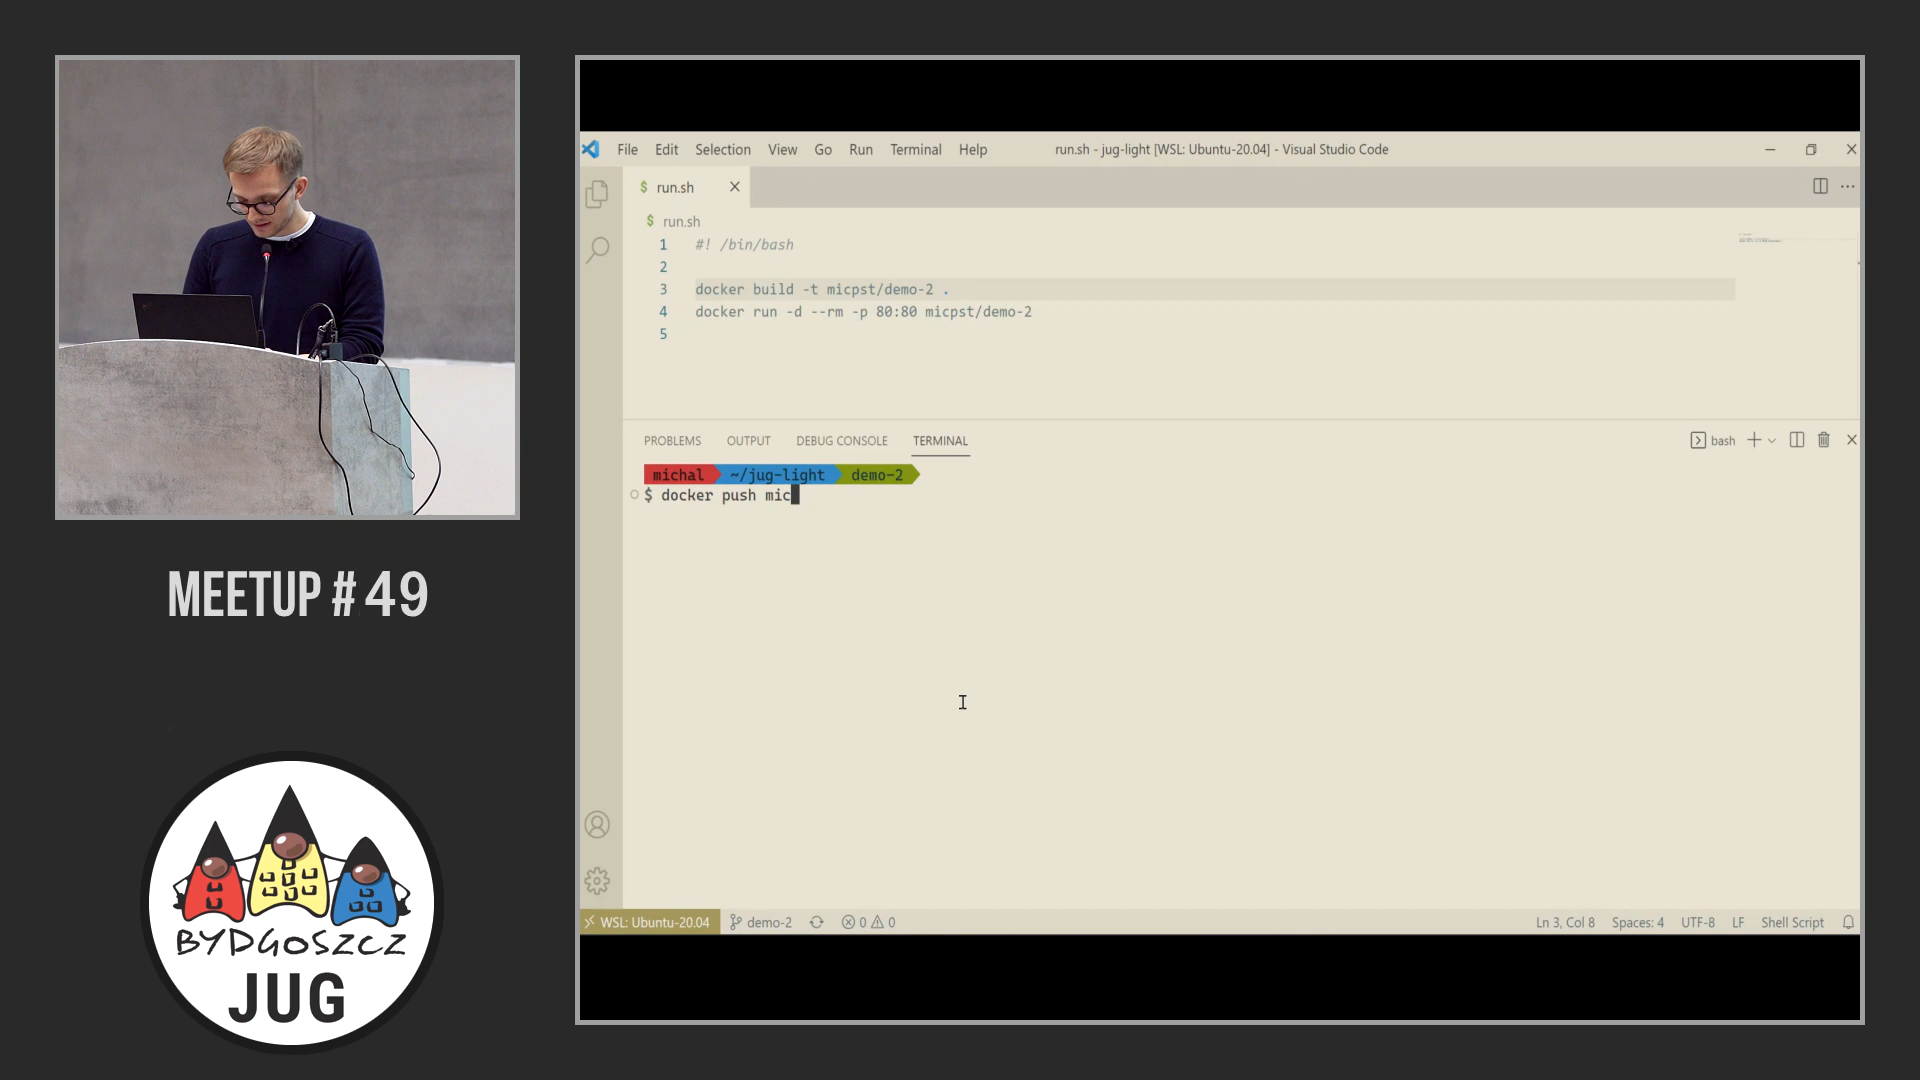 File Edit Selection View Go Run Terminal Help run.sh - jug-light [WSL: Ubuntu-20.04] - Visual Studio Code
$ run.sh
$ run.sh
1 #! /bin/bash
2
3 docker build -t micpst/demo-2 .
4 docker run -d --rm -p 80:80 micpst/demo-2
5
PROBLEMS OUTPUT DEBUG CONSOLE TERMINAL bash
michal ~/jug-light demo-2
$ docker push mic
WSL: Ubuntu-20.04 demo-2 0 0 Ln 3, Col 8 Spaces: 4 UTF-8 LF Shell Script
MEETUP #49
BYDGOSZCZ
JUG